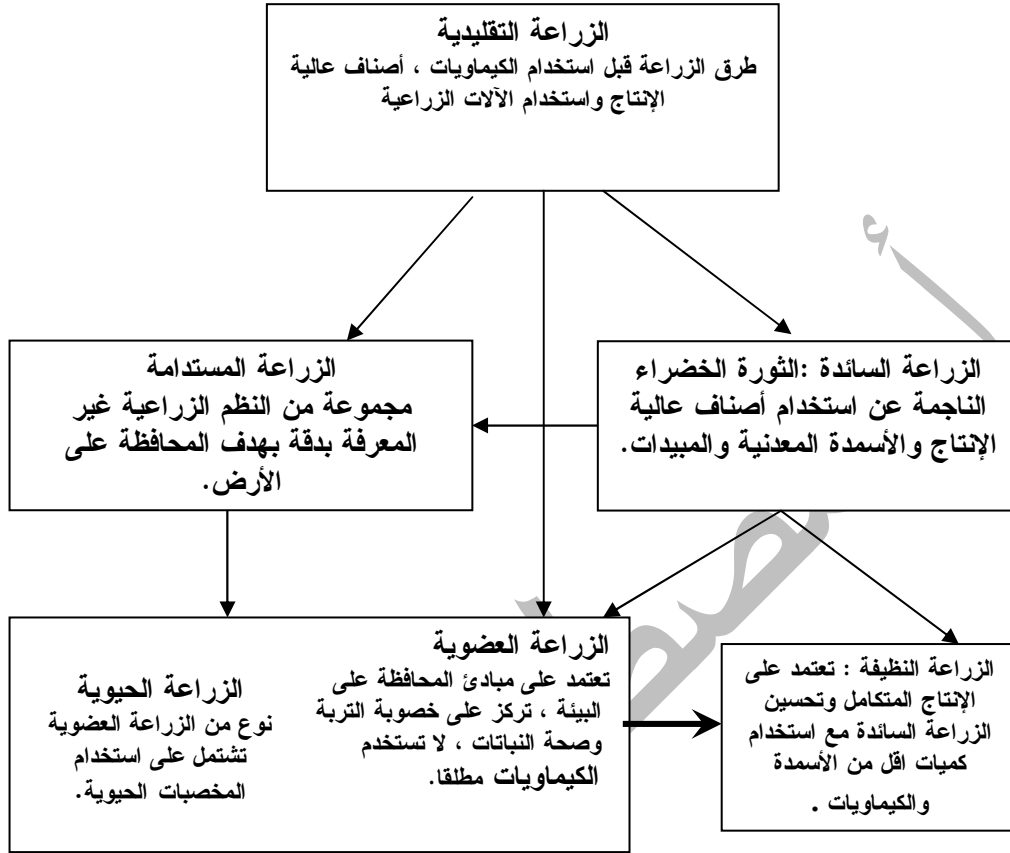 الزراعة التقليدية
طرق الزراعة قبل استخدام الكيماويات ، أصناف عالية
الإنتاج واستخدام الآلات الزراعية
الزراعة السائدة :الثورة الخضراء
الناجمة عن استخدام أصناف عالية
الإنتاج والأسمدة المعدنية والمبيدات.
الزراعة المستدامة
مجموعة من النظم الزراعية غير
المعرفة بدقة بهدف المحافظة على
الأرض.
الزراعة النظيفة : تعتمد على
الإنتاج المتكامل وتحسين
الزراعة السائدة مع استخدام
كميات اقل من الأسمدة
والكيماويات .
الزراعة العضوية
تعتمد على مبادئ المحافظة على
البيئة ، تركز على خصوبة التربة
وصحة النباتات ، لا تستخدم
الكيماويات مطلقا.
الزراعة الحيوية
نوع من الزراعة العضوية
تشتمل على استخدام
المخصبات الحيوية.